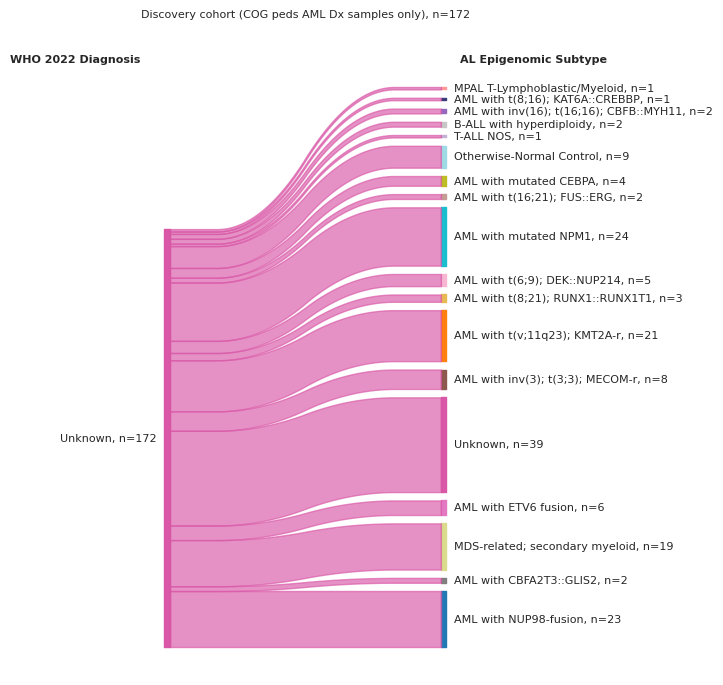 Discovery cohort (COG peds AML Dx samples only), n=172
WHO 2022 Diagnosis
AL Epigenomic Subtype
MPAL T-Lymphoblastic/Myeloid, n=1
AML with t(8;16); KAT6A::CREBBP, n=1
AML with inv(16); t(16;16); CBFB::MYH11, n=2
B-ALL with hyperdiploidy, n=2
T-ALL NOS, n=1
Otherwise-Normal Control, n=9
AML with mutated CEBPA, n=4
AML with t(16;21); FUS::ERG, n=2
AML with mutated NPM1, n=24
AML with t(6;9); DEK::NUP214, n=5
AML with t(8;21); RUNX1::RUNX1T1, n=3
AML with t(v;11q23); KMT2A-r, n=21
AML with inv(3); t(3;3); MECOM-r, n=8
Unknown, n=172
Unknown, n=39
AML with ETV6 fusion, n=6
MDS-related; secondary myeloid, n=19
AML with CBFA2T3::GLIS2, n=2
AML with NUP98-fusion, n=23